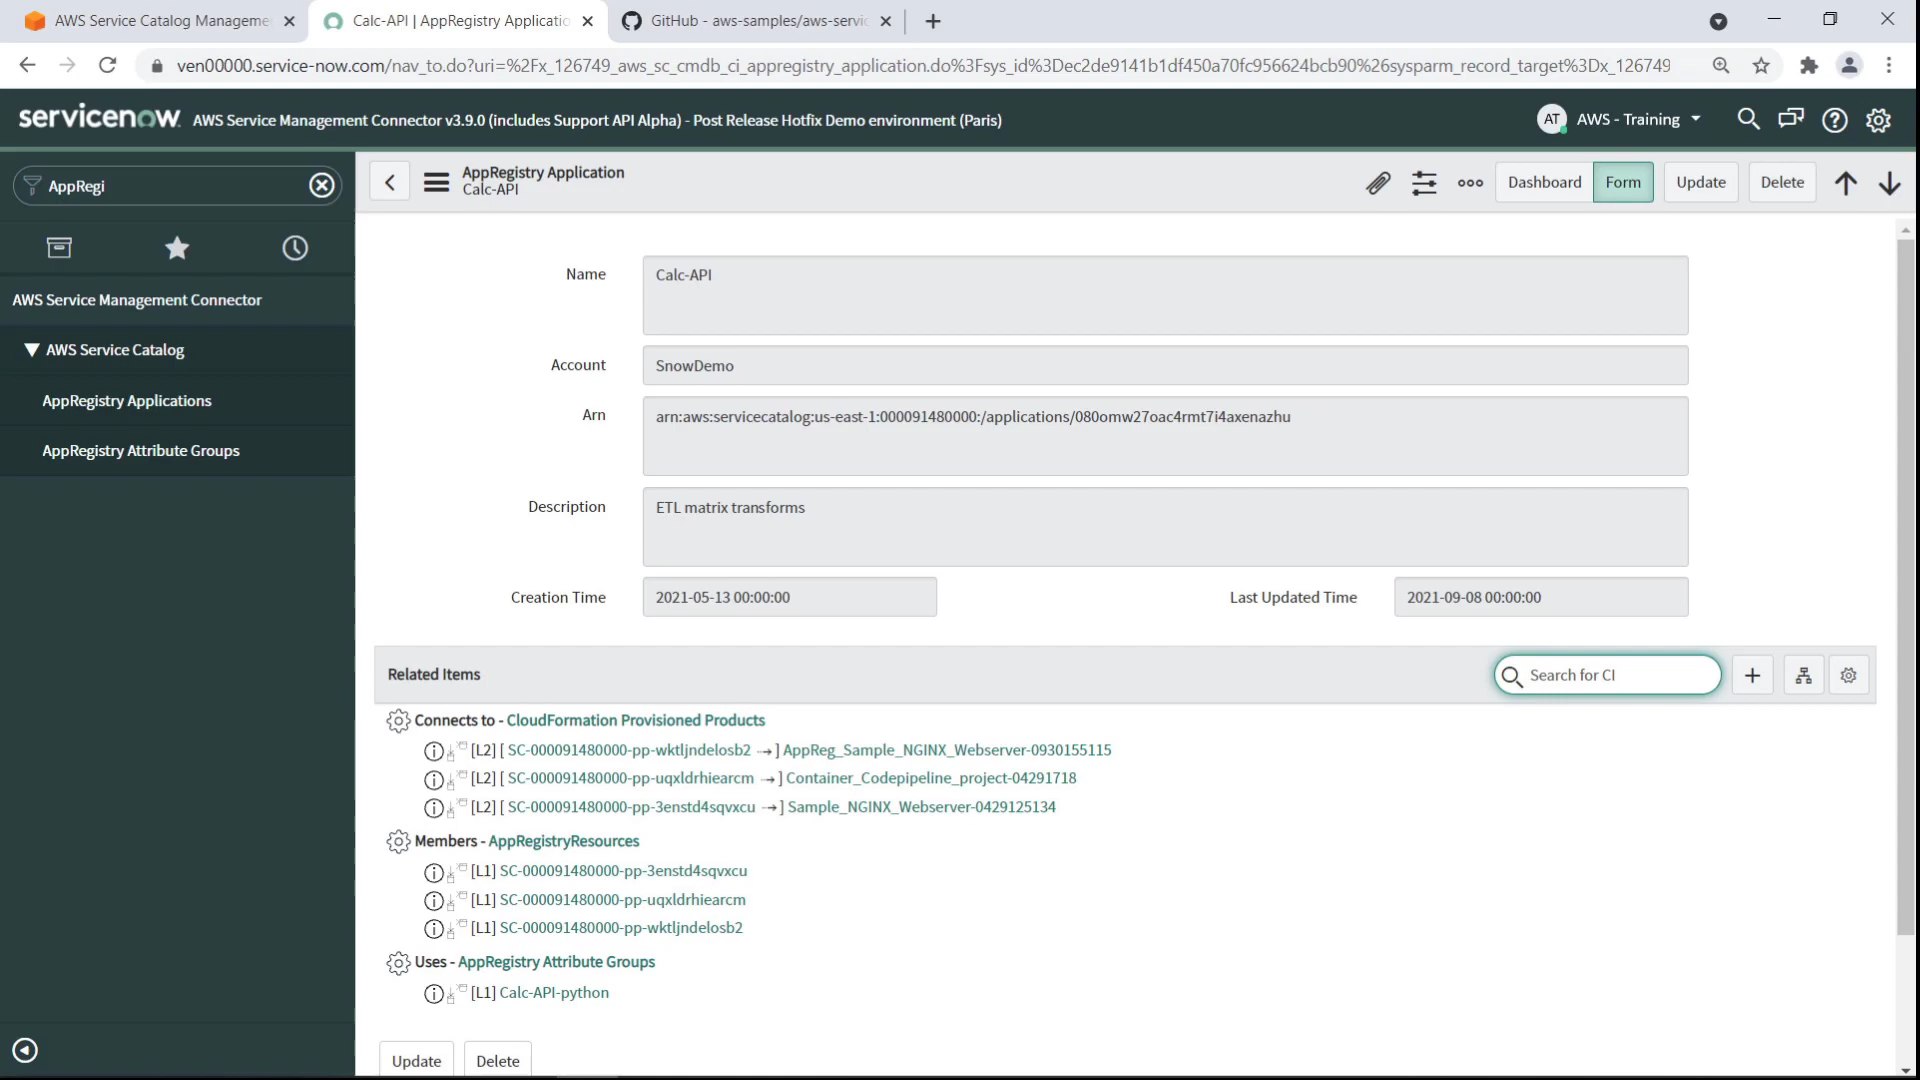 AWS Service Catalog Manageme
Calc-API | AppRegistry Applicatio
GitHub - aws-samples/aws-servic
ven00000.service-now.com/nav_to.do?uri=%2Fx_126749_aws_sc_cmdb_ci_appregistry_application.do%3Fsys_id%3Dec2de9141b1df450a70fc956624bcb90%26sysparm_record_target%3Dx_126749
servicenow. AWS Service Management Connector v3.9.0 (includes Support API Alpha) - Post Release Hotfix Demo environment (Paris)
AT AWS - Training
AppRegi
AWS Service Management Connector
AWS Service Catalog
AppRegistry Applications
AppRegistry Attribute Groups
AppRegistry Application
Calc-API
Dashboard Form Update Delete
Name Calc-API
Account SnowDemo
Arn arn:aws:servicecatalog:us-east-1:000091480000:/applications/080omw27oac4rmt7i4axenazhu
Description ETL matrix transforms
Creation Time 2021-05-13 00:00:00 Last Updated Time 2021-09-08 00:00:00
Related Items Search for CI
Connects to - CloudFormation Provisioned Products
[L2] [ SC-000091480000-pp-wktljndelosb2 → ] AppReg_Sample_NGINX_Webserver-0930155115
[L2] [ SC-000091480000-pp-uqxldrhiearcm → ] Container_Codepipeline_project-04291718
[L2] [ SC-000091480000-pp-3enstd4sqvxcu → ] Sample_NGINX_Webserver-0429125134
Members - AppRegistryResources
[L1] SC-000091480000-pp-3enstd4sqvxcu
[L1] SC-000091480000-pp-uqxldrhiearcm
[L1] SC-000091480000-pp-wktljndelosb2
Uses - AppRegistry Attribute Groups
[L1] Calc-API-python
Update Delete